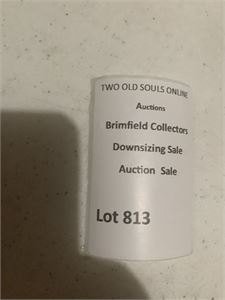 TWO OLD SOULS ONLINE
Auctions
Brimfield Collectors
Downsizing Sale
Auction Sale
Lot 813